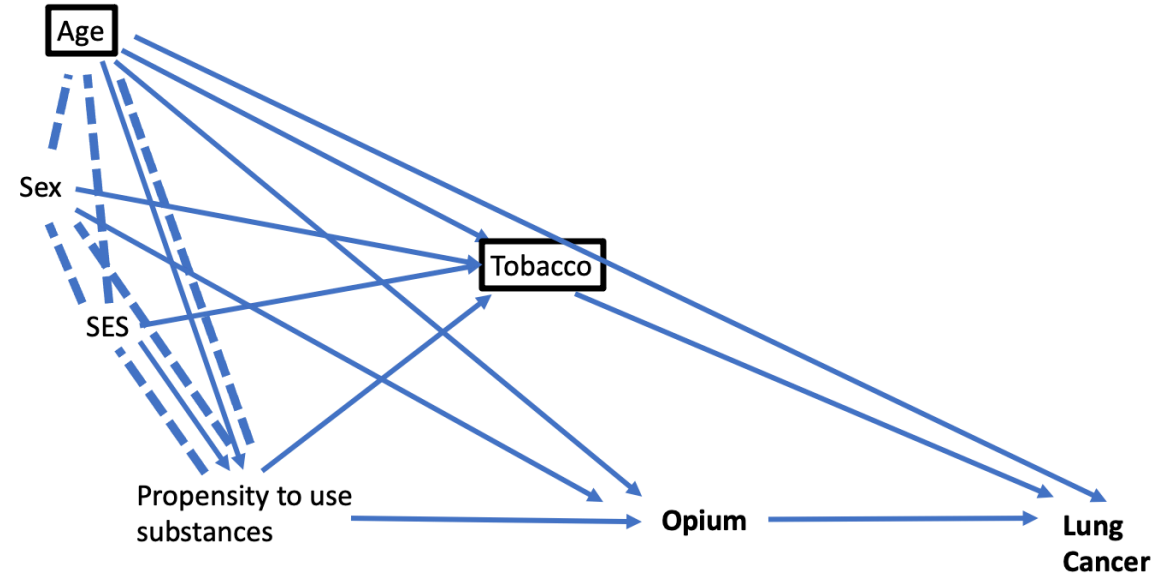 Age
Sex
Tobacco
SES
Propensity to use
substances
Opium
Lung
Cancer